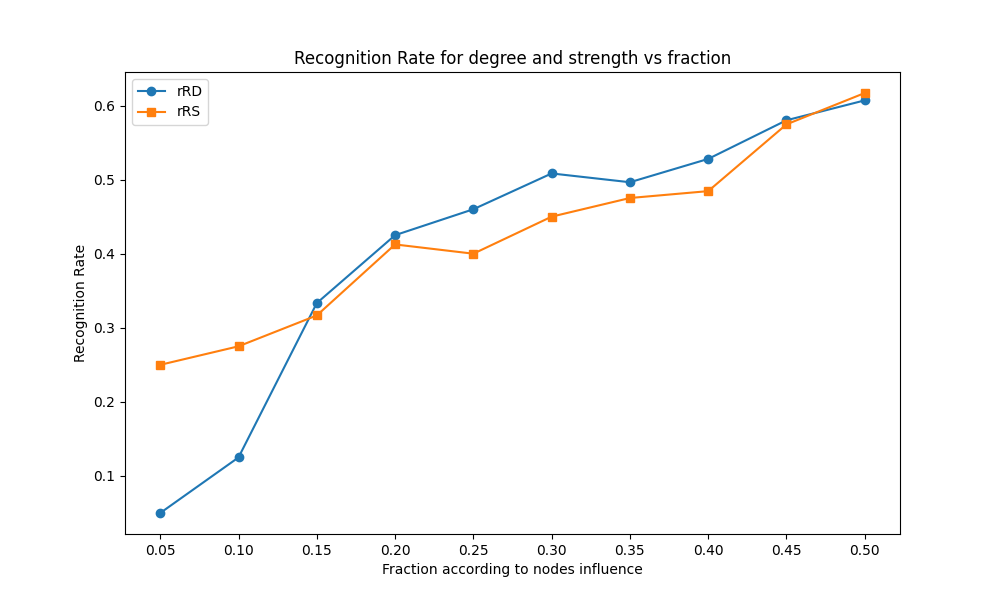 Recognition Rate for degree and strength vs fraction
rRD
rRS
Recognition Rate
0.6
0.5
0.4
0.3
0.2
0.1
0.05 0.10 0.15 0.20 0.25 0.30 0.35 0.40 0.45 0.50
Fraction according to nodes influence